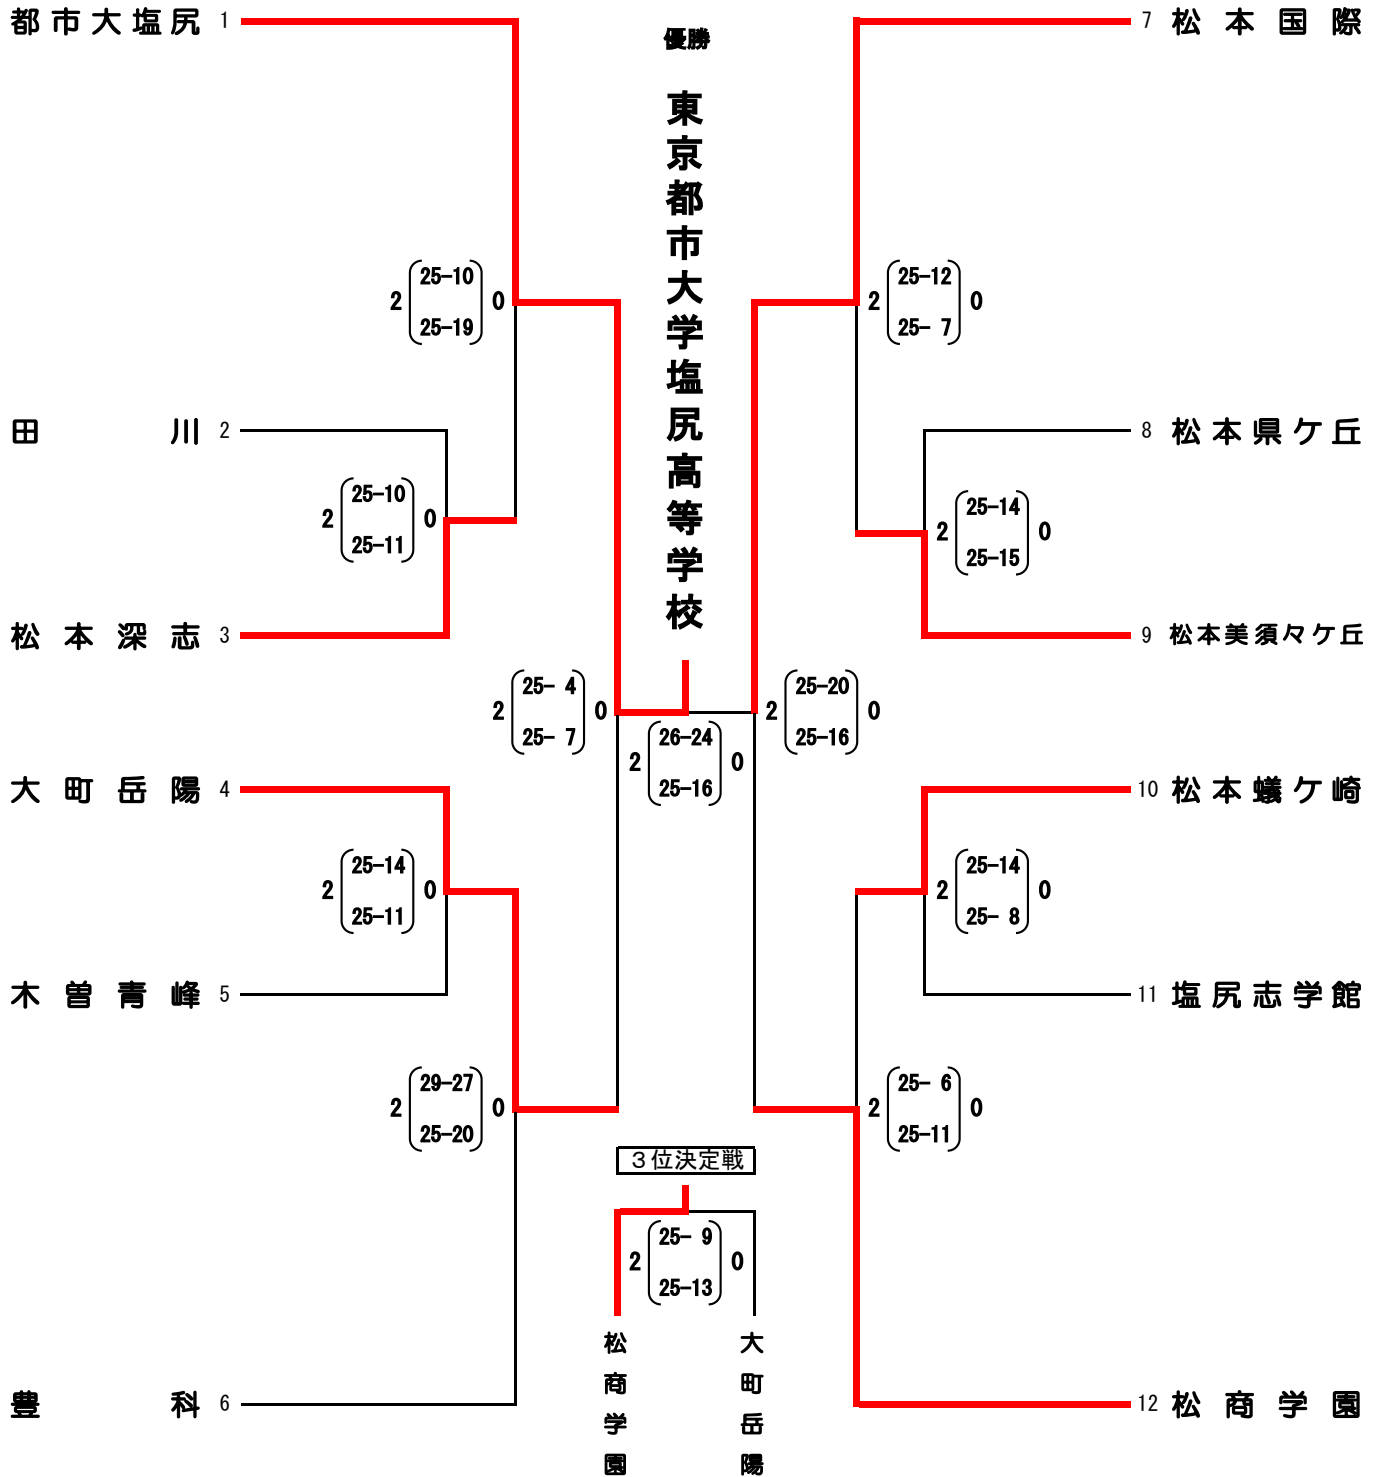 都市大塩尻 1
田川 2
松本深志 3
大町岳陽 4
木曽青峰 5
豊科 6
2 25-10 0
25-19
2 25-10 0
25-11
2 25- 4 0
25- 7
2 25-14 0
25-11
2 29-27 0
25-20
優勝
東京都市大学塩尻高等学校
2 26-24 0
25-16
3位決定戦
2 25- 9 0
25-13
松商学園
大町岳陽
2 25-12 0
25- 7
2 25-14 0
25-15
2 25-20 0
25-16
2 25-14 0
25- 8
2 25- 6 0
25-11
7 松本国際
8 松本県ケ丘
9 松本美須々ケ丘
10 松本蟻ケ崎
11 塩尻志学館
12 松商学園